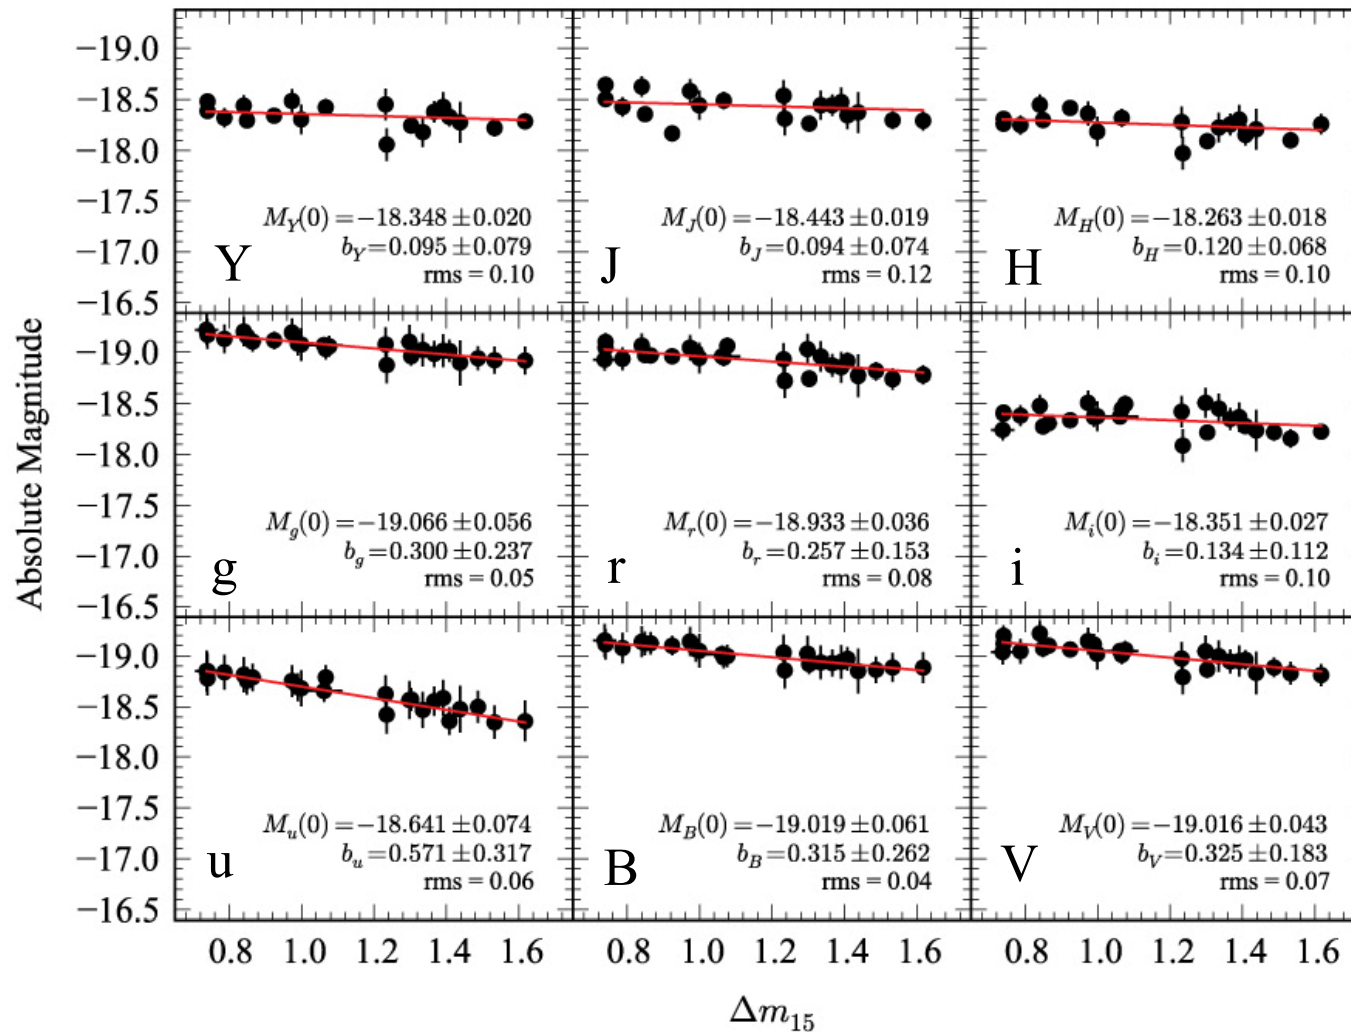 Absolute Magnitude
−19.0
−18.5
−18.0
−17.5
−17.0
−16.5
M_Y(0) = −18.348 ± 0.020
b_Y = 0.095 ± 0.079
rms = 0.10
Y
M_J(0) = −18.443 ± 0.019
b_J = 0.094 ± 0.074
rms = 0.12
J
M_H(0) = −18.263 ± 0.018
b_H = 0.120 ± 0.068
rms = 0.10
H
−19.0
−18.5
−18.0
−17.5
−17.0
−16.5
M_g(0) = −19.066 ± 0.056
b_g = 0.300 ± 0.237
rms = 0.05
g
M_r(0) = −18.933 ± 0.036
b_r = 0.257 ± 0.153
rms = 0.08
r
M_i(0) = −18.351 ± 0.027
b_i = 0.134 ± 0.112
rms = 0.10
i
−19.0
−18.5
−18.0
−17.5
−17.0
−16.5
M_u(0) = −18.641 ± 0.074
b_u = 0.571 ± 0.317
rms = 0.06
u
M_B(0) = −19.019 ± 0.061
b_B = 0.315 ± 0.262
rms = 0.04
B
M_V(0) = −19.016 ± 0.043
b_V = 0.325 ± 0.183
rms = 0.07
V
0.8 1.0 1.2 1.4 1.6 0.8 1.0 1.2 1.4 1.6 0.8 1.0 1.2 1.4 1.6
Δm_15